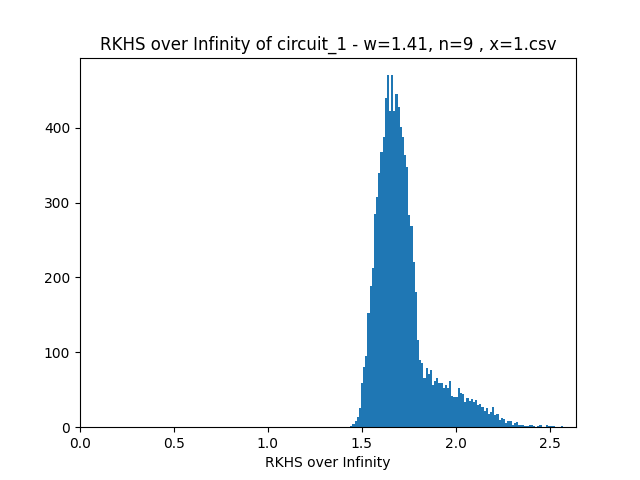 RKHS over Infinity of circuit_1 - w=1.41, n=9 , x=1.csv
400
300
200
100
0
0.0 0.5 1.0 1.5 2.0 2.5
RKHS over Infinity